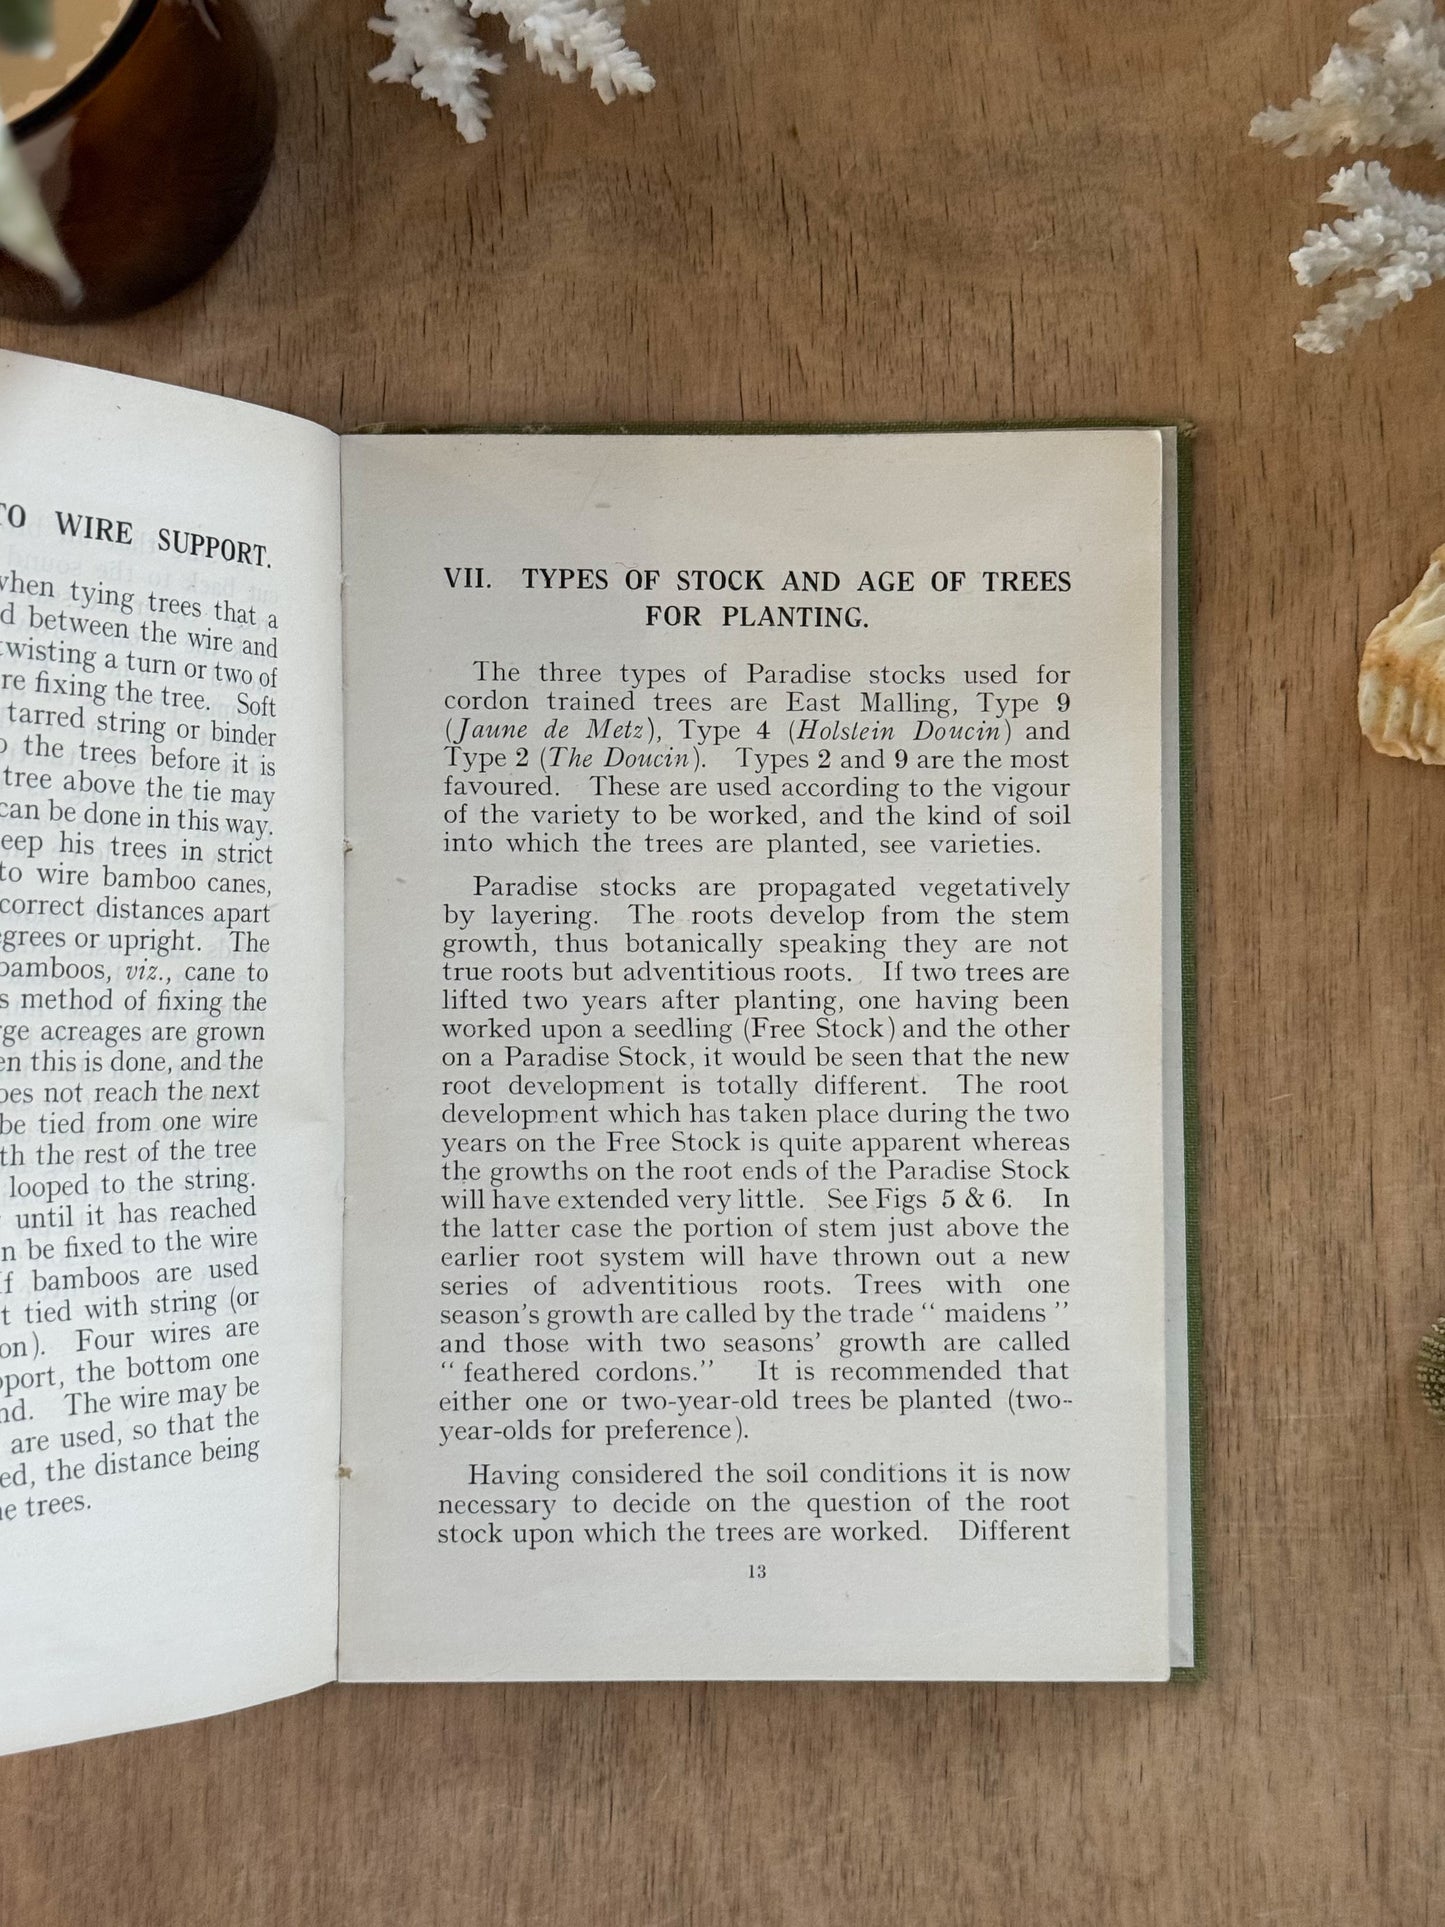 TO WIRE SUPPORT.
when tying trees that a
between the wire and
twisting a turn or two of
fixing the tree. Soft
tarred string or binder
the trees before it is
tree above the tie may
can be done in this way.
his trees in strict
to wire bamboo canes,
correct distances apart
or upright. The
bamboos, viz., cane to
method of fixing the
acreages are grown
this is done, and the
not reach the next
be tied from one wire
the rest of the tree
looped to the string.
until it has reached
be fixed to the wire
If bamboos are used
tied with string (or
Four wires are
the bottom one
The wire may be
are used, so that the
the distance being
trees.
VII. TYPES OF STOCK AND AGE OF TREES
FOR PLANTING.
The three types of Paradise stocks used for
cordon trained trees are East Malling, Type 9
(Jaune de Metz), Type 4 (Holstein Doucin) and
Type 2 (The Doucin). Types 2 and 9 are the most
favoured. These are used according to the vigour
of the variety to be worked, and the kind of soil
into which the trees are planted, see varieties.
Paradise stocks are propagated vegetatively
by layering. The roots develop from the stem
growth, thus botanically speaking they are not
true roots but adventitious roots. If two trees are
lifted two years after planting, one having been
worked upon a seedling (Free Stock) and the other
on a Paradise Stock, it would be seen that the new
root development is totally different. The root
development which has taken place during the two
years on the Free Stock is quite apparent whereas
the growths on the root ends of the Paradise Stock
will have extended very little. See Figs 5 & 6. In
the latter case the portion of stem just above the
earlier root system will have thrown out a new
series of adventitious roots. Trees with one
season's growth are called by the trade “ maidens ”
and those with two seasons' growth are called
“ feathered cordons.” It is recommended that
either one or two-year-old trees be planted (two-
year-olds for preference).
Having considered the soil conditions it is now
necessary to decide on the question of the root
stock upon which the trees are worked. Different
13